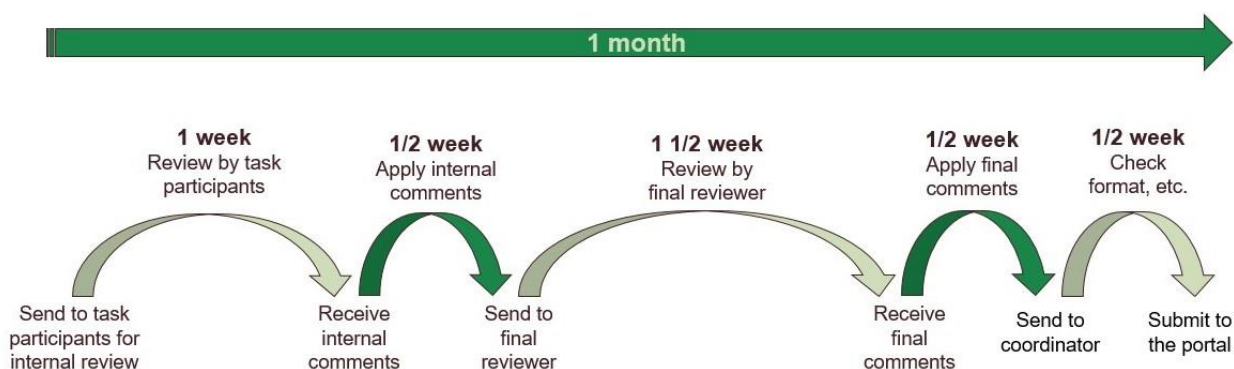 1 month
1 week
Review by task
participants
1/2 week
Apply internal
comments
1 1/2 week
Review by
final reviewer
1/2 week
Apply final
comments
1/2 week
Check
format, etc.
Send to task
participants for
internal review
Receive
internal
comments
Send to
final
reviewer
Receive
final
comments
Send to
coordinator
Submit to
the portal